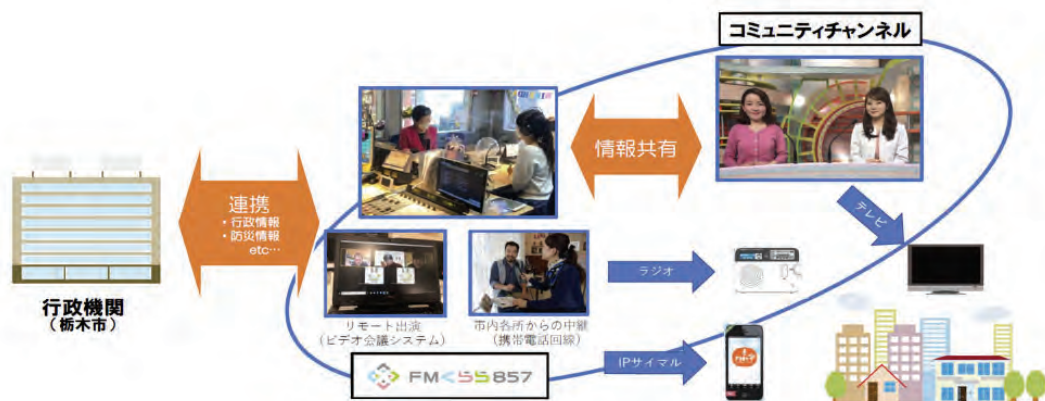 コミュニティチャンネル
情報共有
連携
・行政情報
・防災情報
etc…
テレビ
ラジオ
行政機関
（栃木市）
リモート出演
（ビデオ会議システム）
市内各所からの中継
（携帯電話回線）
IPサイマル
FMくらら857